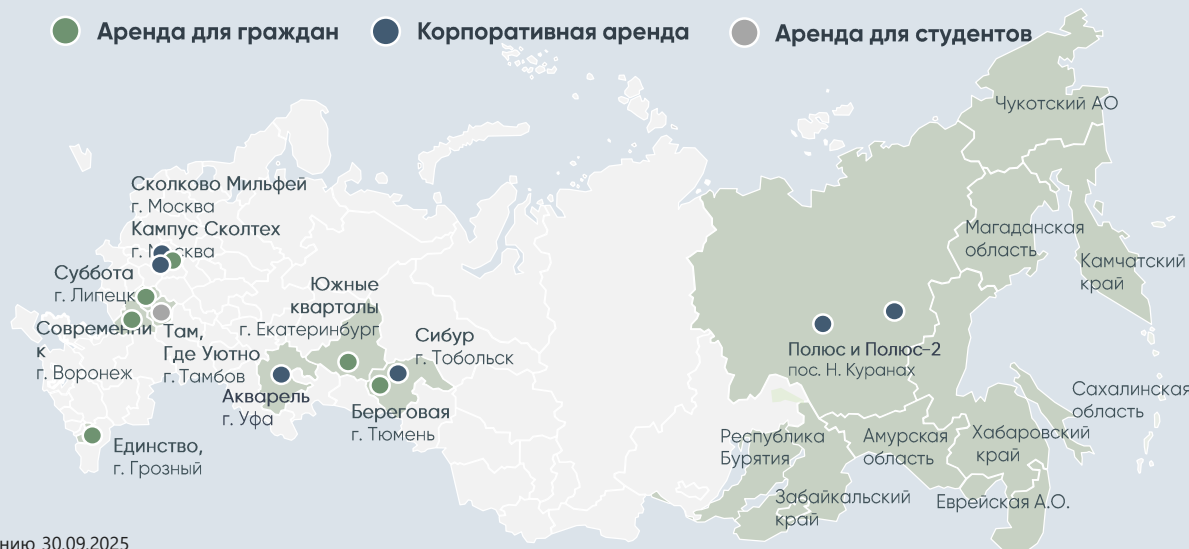 Аренда для граждан
Корпоративная аренда
Аренда для студентов
Чукотский АО
Сколково Мильфей
г. Москва
Кампус Сколтех
г. Москва
Суббота
г. Липецк
Современни
к
г. Воронеж
Там,
Где Уютно
г. Тамбов
Южные
кварталы
г. Екатеринбург
Сибур
г. Тобольск
Акварель
г. Уфа
Береговая
г. Тюмень
Единство,
г. Грозный
Магаданская
область
Камчатский
край
Полюс и Полюс-2
пос. Н. Куранах
Сахалинская
область
Республика
Бурятия
Амурская
область
Хабаровский
край
Забайкальский
край
Еврейская А.О.
нию 30.09.2025